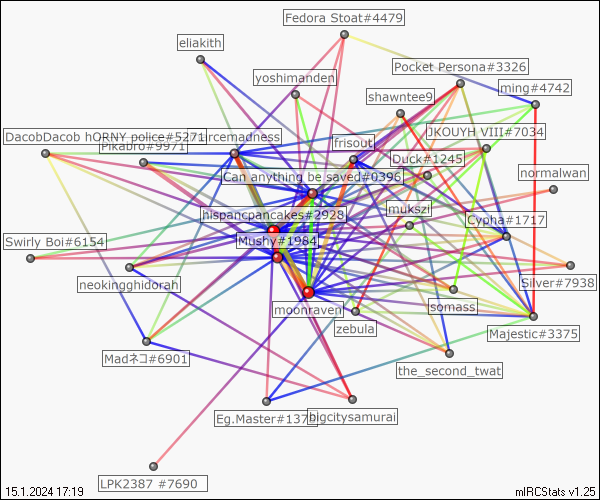 Fedora Stoat#4479
eliakith
Pocket Persona#3326
yoshimanden
ming#4742
shawntee9
JKOUYH VIII#7034
DacobDacob hORNY police#5271
ircemadness
frisout
Pikabro#9971
Duck#1245
normalwan
Can anything be saved#0396
mukszi
hispancpancakes#2928
Cypha#1717
Swirly Boi#6154
Mushy#1984
neokingghidorah
Silver#7938
moonraven
somass
zebula
Majestic#3375
Madネコ#6901
the_second_twat
Eg.Master#137
bigcitysamurai
LPK2387 #7690
15.1.2024 17:19
mIRCStats v1.25